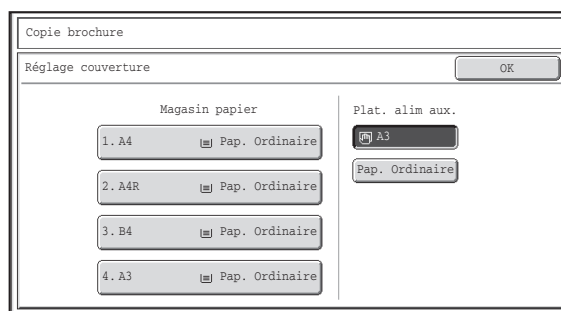 Copie brochure
Réglage couverture
OK
Magasin papier
Plat. alim aux.
1. A4 Pap. Ordinaire
A3
2. A4R Pap. Ordinaire
Pap. Ordinaire
3. B4 Pap. Ordinaire
4. A3 Pap. Ordinaire